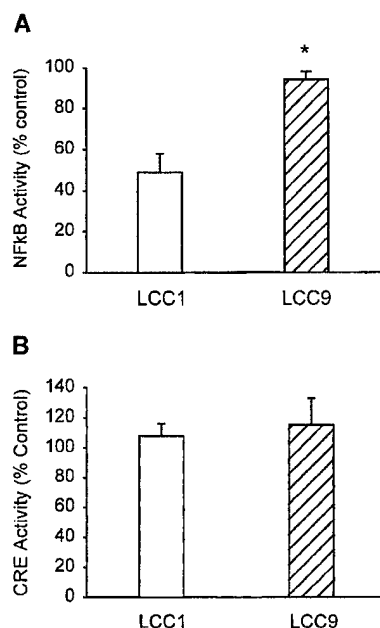 A
*
NFkB Activity (% control)
100
80
60
40
20
0
LCC1 LCC9
B
CRE Activity (% Control)
140
120
100
80
60
40
20
0
LCC1 LCC9